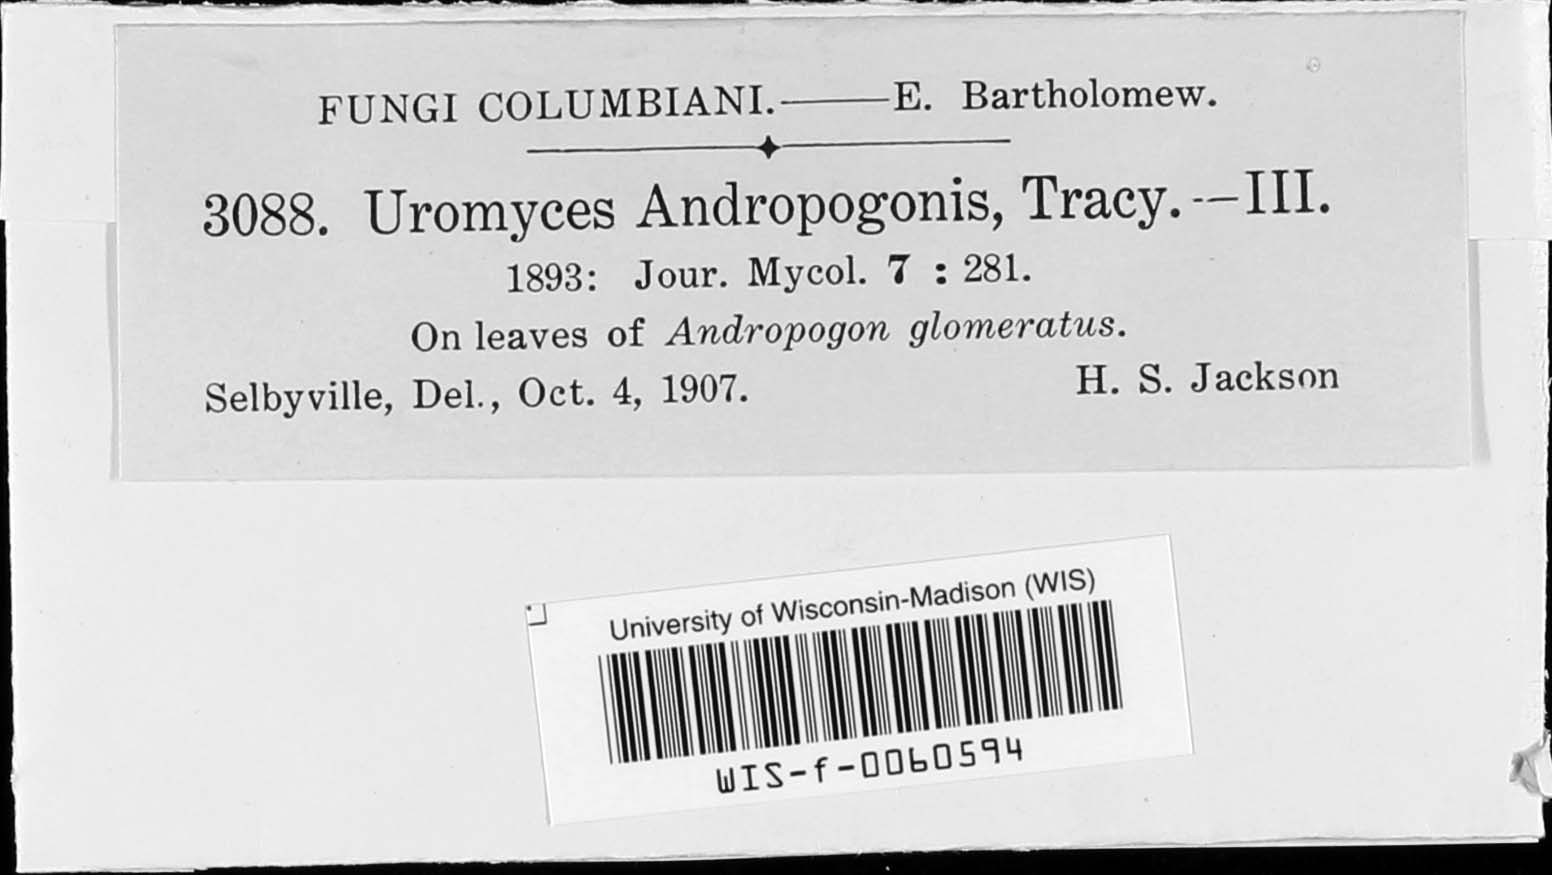 FUNGI COLUMBIANI.——E. Bartholomew.
3088. Uromyces Andropogonis, Tracy.—III.
1893: Jour. Mycol. 7 : 281.
On leaves of Andropogon glomeratus.
Selbyville, Del., Oct. 4, 1907. H. S. Jackson
University of Wisconsin-Madison (WIS)
WIS-f-0060594